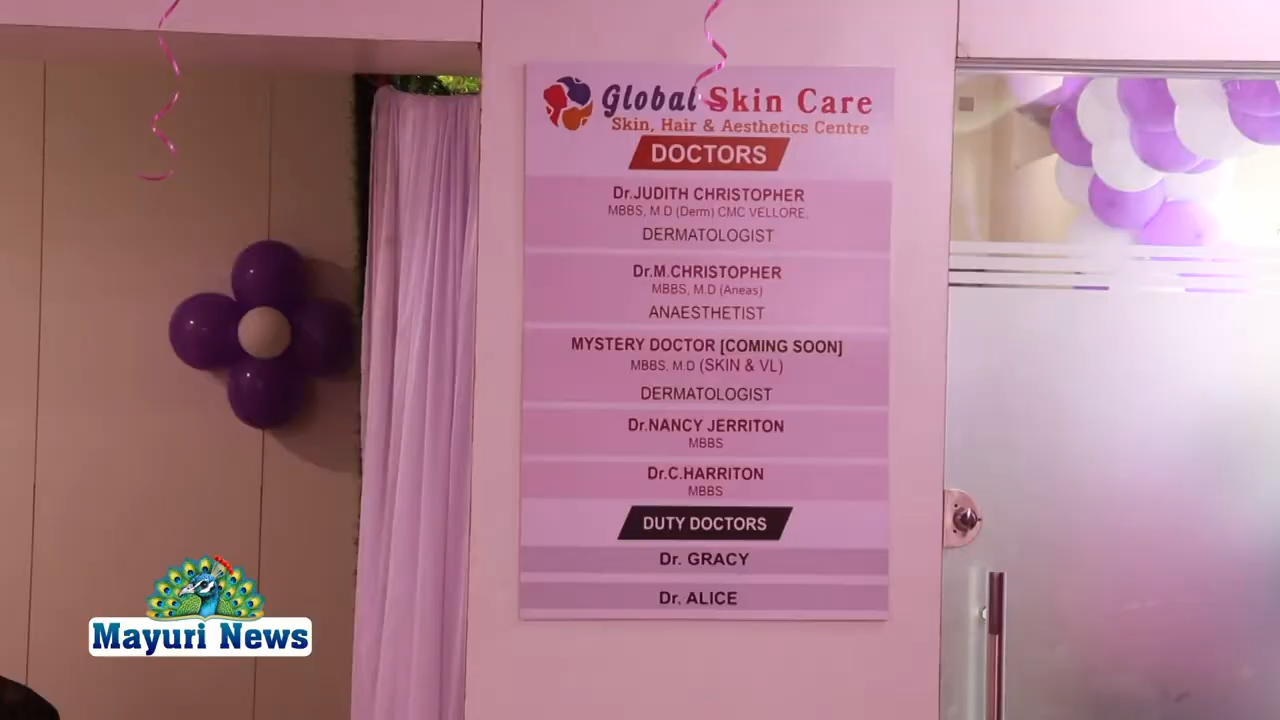 Global Skin Care
Skin, Hair & Aesthetics Centre
DOCTORS
Dr.JUDITH CHRISTOPHER
MBBS, M.D (Derm) CMC VELLORE,
DERMATOLOGIST
Dr.M.CHRISTOPHER
MBBS, M.D (Aneas)
ANAESTHETIST
MYSTERY DOCTOR [COMING SOON]
MBBS, M.D (SKIN & VL)
DERMATOLOGIST
Dr.NANCY JERRITON
MBBS
Dr.C.HARRITON
MBBS
DUTY DOCTORS
Dr. GRACY
Dr. ALICE
Mayuri News